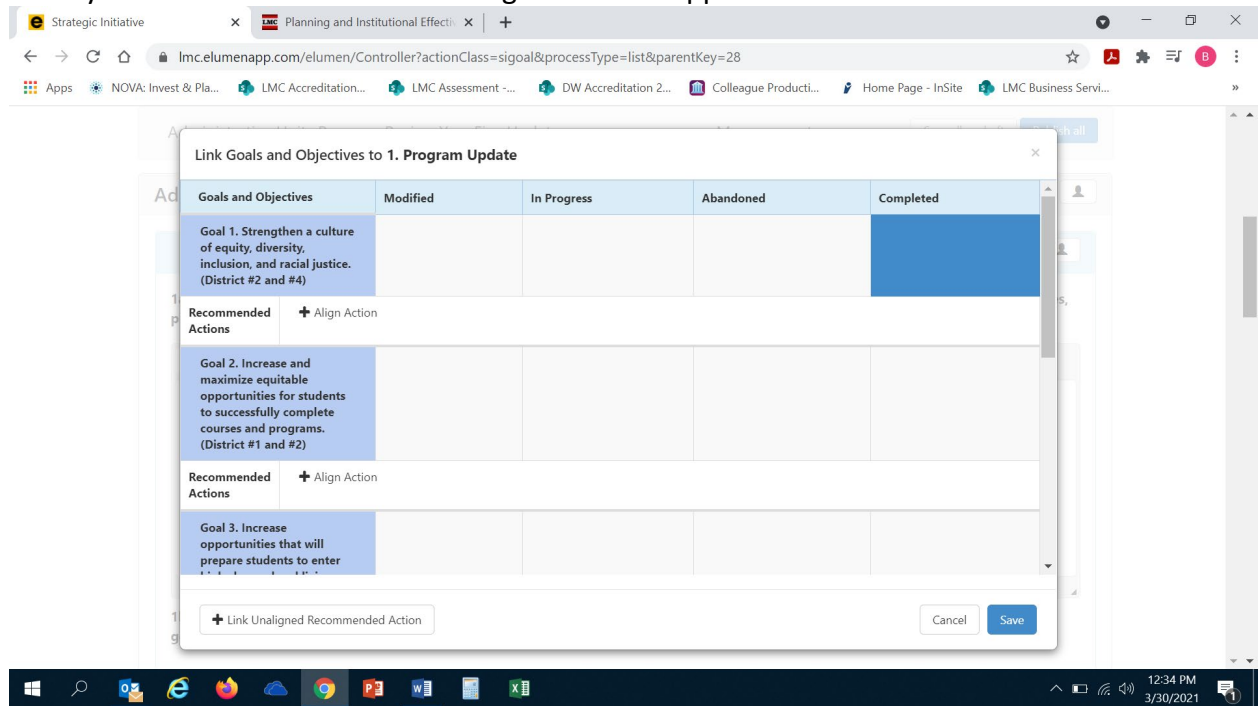 Strategic Initiative
Planning and Institutional Effectiv
lmc.elumenapp.com/elumen/Controller?actionClass=sigoal&processType=list&parentKey=28
B
Apps
NOVA: Invest & Pla...
LMC Accreditation...
LMC Assessment -...
DW Accreditation 2...
Colleague Producti...
Home Page - InSite
LMC Business Servi...
»
Link Goals and Objectives to 1. Program Update
×
Ad
Goals and Objectives
Modified
In Progress
Abandoned
Completed
Goal 1. Strengthen a culture
of equity, diversity,
inclusion, and racial justice.
(District #2 and #4)
Recommended
Actions
+ Align Action
Goal 2. Increase and
maximize equitable
opportunities for students
to successfully complete
courses and programs.
(District #1 and #2)
Recommended
Actions
+ Align Action
Goal 3. Increase
opportunities that will
prepare students to enter
+ Link Unaligned Recommended Action
Cancel
Save
12:34 PM
3/30/2021